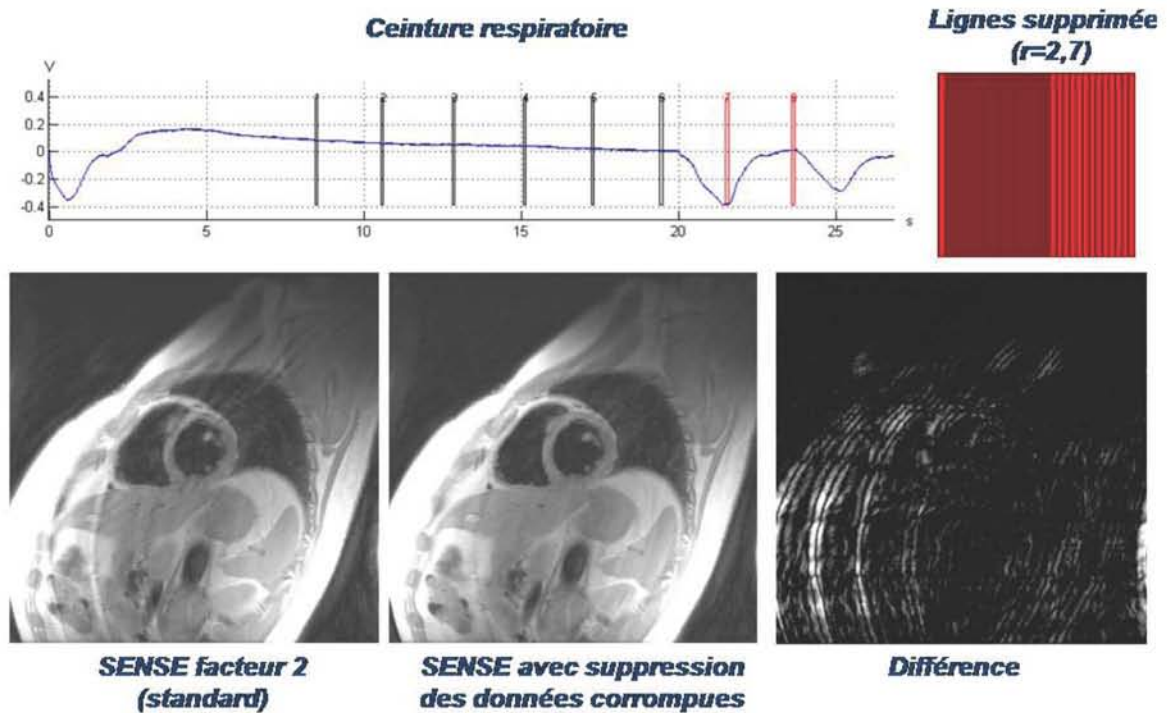 Ceinture respiratoire
Lignes supprimée
(r=2,7)
V
0.4
0.2
0
-0.2
-0.4
1 2 3 4 5 6 7 8
0 5 10 15 20 25
s
SENSE facteur 2
(standard)
SENSE avec suppression
des données corrompues
Différence